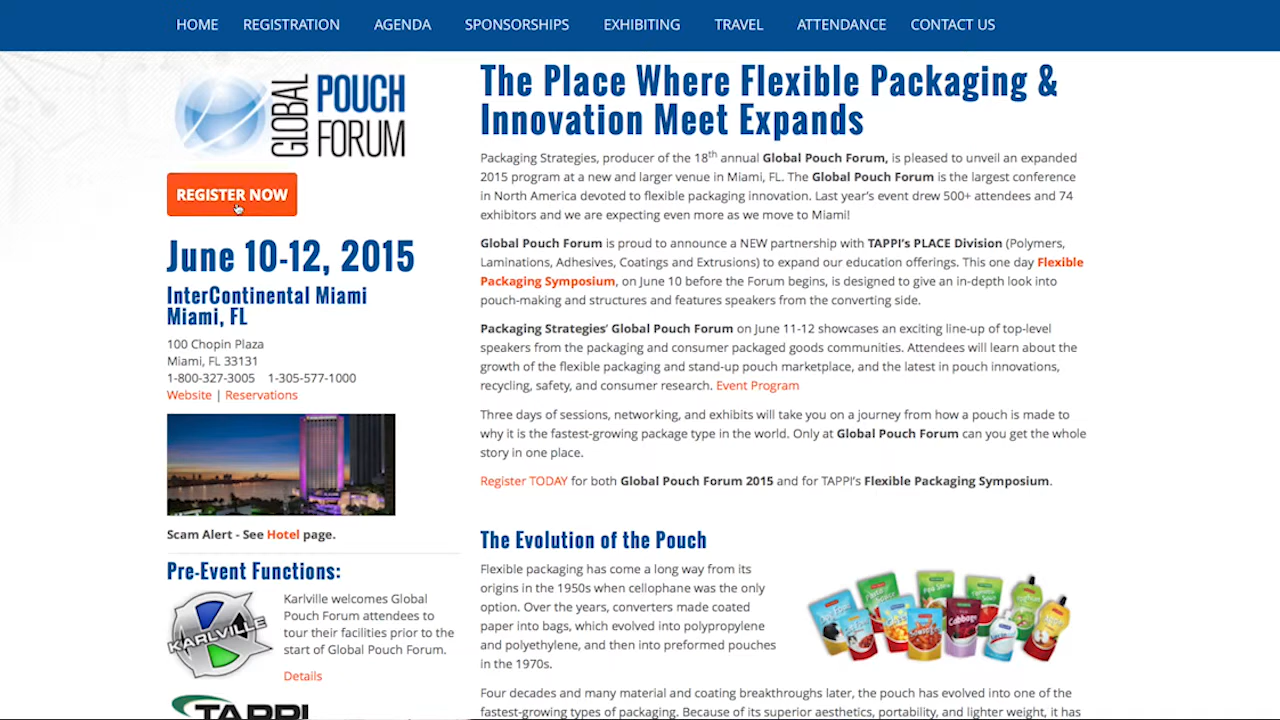 HOME REGISTRATION AGENDA SPONSORSHIPS EXHIBITING TRAVEL ATTENDANCE CONTACT US
GLOBAL POUCH FORUM
REGISTER NOW
June 10-12, 2015
InterContinental Miami
Miami, FL
100 Chopin Plaza
Miami, FL 33131
1-800-327-3005 1-305-577-1000
Website | Reservations
Scam Alert - See Hotel page.
Pre-Event Functions:
KARLVILLE
Karlville welcomes Global
Pouch Forum attendees to
tour their facilities prior to the
start of Global Pouch Forum.
Details
TAPPI
The Place Where Flexible Packaging &
Innovation Meet Expands
Packaging Strategies, producer of the 18th annual Global Pouch Forum, is pleased to unveil an expanded
2015 program at a new and larger venue in Miami, FL. The Global Pouch Forum is the largest conference
in North America devoted to flexible packaging innovation. Last year's event drew 500+ attendees and 74
exhibitors and we are expecting even more as we move to Miami!
Global Pouch Forum is proud to announce a NEW partnership with TAPPI's PLACE Division (Polymers,
Laminations, Adhesives, Coatings and Extrusions) to expand our education offerings. This one day Flexible
Packaging Symposium, on June 10 before the Forum begins, is designed to give an in-depth look into
pouch-making and structures and features speakers from the converting side.
Packaging Strategies' Global Pouch Forum on June 11-12 showcases an exciting line-up of top-level
speakers from the packaging and consumer packaged goods communities. Attendees will learn about the
growth of the flexible packaging and stand-up pouch marketplace, and the latest in pouch innovations,
recycling, safety, and consumer research. Event Program
Three days of sessions, networking, and exhibits will take you on a journey from how a pouch is made to
why it is the fastest-growing package type in the world. Only at Global Pouch Forum can you get the whole
story in one place.
Register TODAY for both Global Pouch Forum 2015 and for TAPPI's Flexible Packaging Symposium.
The Evolution of the Pouch
Flexible packaging has come a long way from its
origins in the 1950s when cellophane was the only
option. Over the years, converters made coated
paper into bags, which evolved into polypropylene
and polyethylene, and then into preformed pouches
in the 1970s.
Cabbage
Four decades and many material and coating breakthroughs later, the pouch has evolved into one of the
fastest-growing types of packaging. Because of its superior aesthetics, portability, and lighter weight, it has